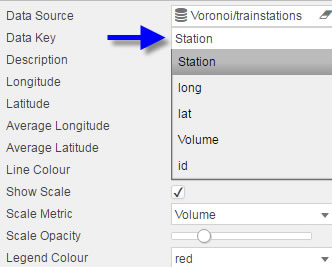 Data Source Voronoi/trainstations
Data Key Station
Description Station
Longitude long
Latitude lat
Average Longitude Volume
Average Latitude id
Line Colour
Show Scale
Scale Metric Volume
Scale Opacity
Legend Colour red